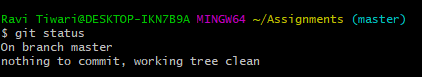 Ravi Tiwari@DESKTOP-IKN7B9A MINGW64 ~/Assignments (master)
$ git status
On branch master
nothing to commit, working tree clean